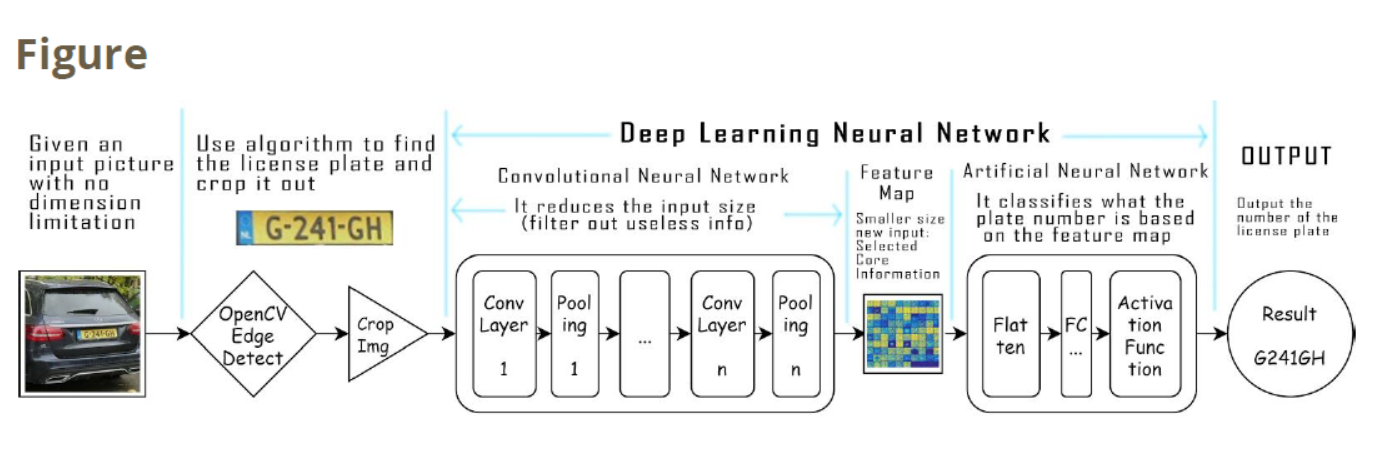 Figure
Given an
input picture
with no
dimension
limitation
Use algorithm to find
the license plate and
crop it out
NL
G-241-GH
Deep Learning Neural Network
Convolutional Neural Network
It reduces the input size
(filter out useless info)
Feature
Map
Smaller size
new input:
Selected
Core
Information
Artificial Neural Network
It classifies what the
plate number is based
on the feature map
OUTPUT
Output the
number of the
license plate
G-241-GH
OpenCV
Edge
Detect
Crop
Img
Conv
Layer
1
Pool
ing
1
...
Conv
Layer
n
Pool
ing
n
Flat
ten
FC
...
Activa
tion
Func
tion
Result
G241GH